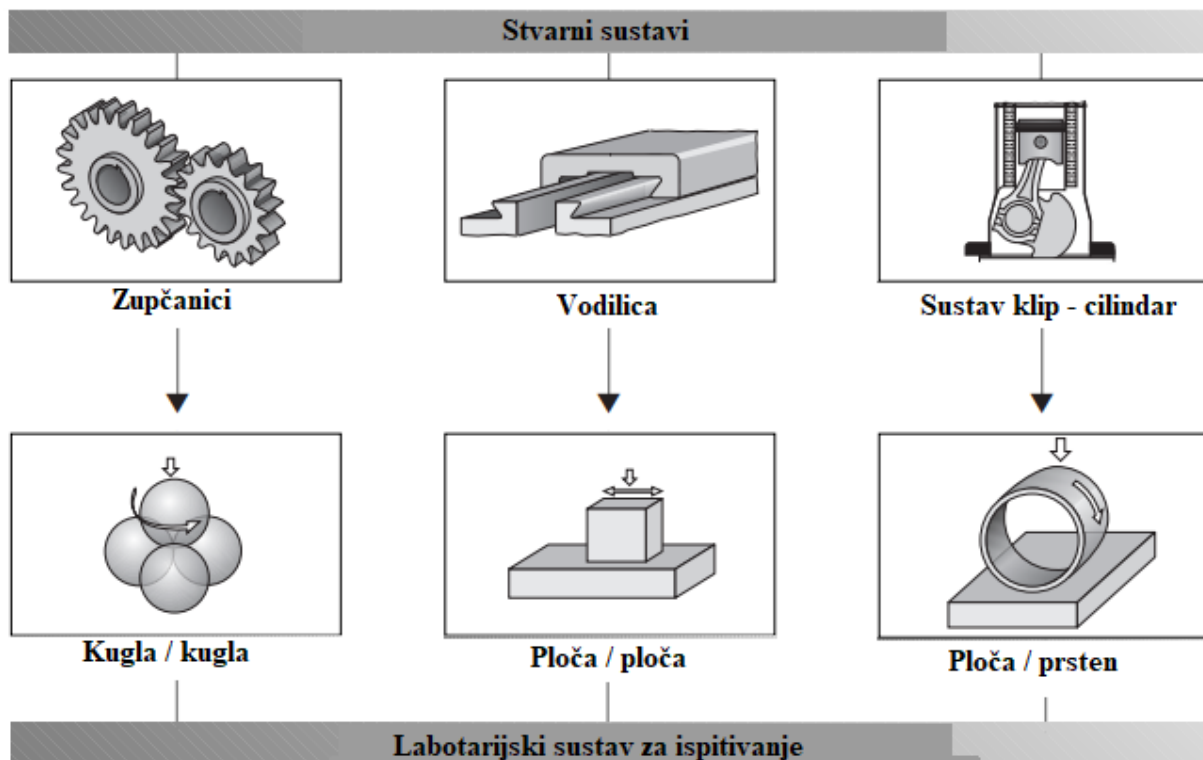 Stvarni sustavi
Zupčanici
Vodilica
Sustav klip - cilindar
Kugla / kugla
Ploča / ploča
Ploča / prsten
Labotarijski sustav za ispitivanje